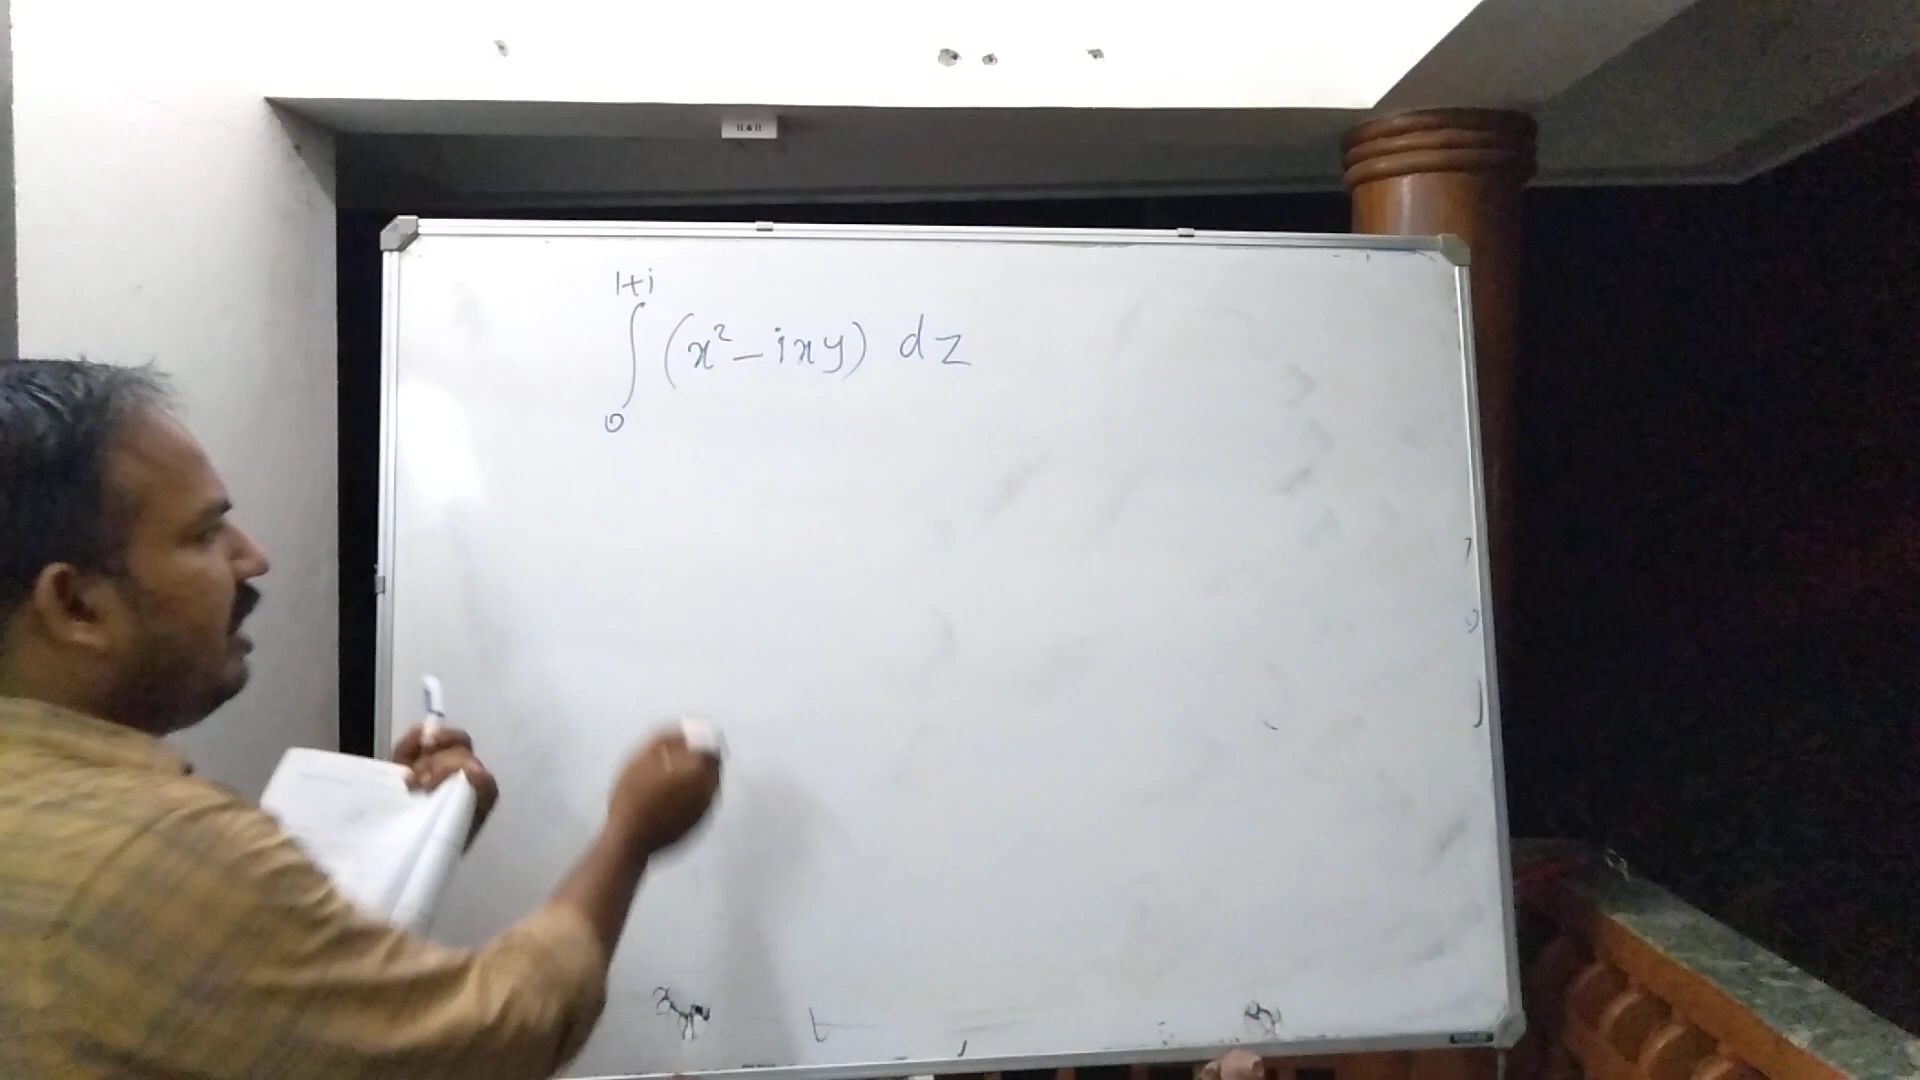 1+i
∫ (x² – ixy) dz
0